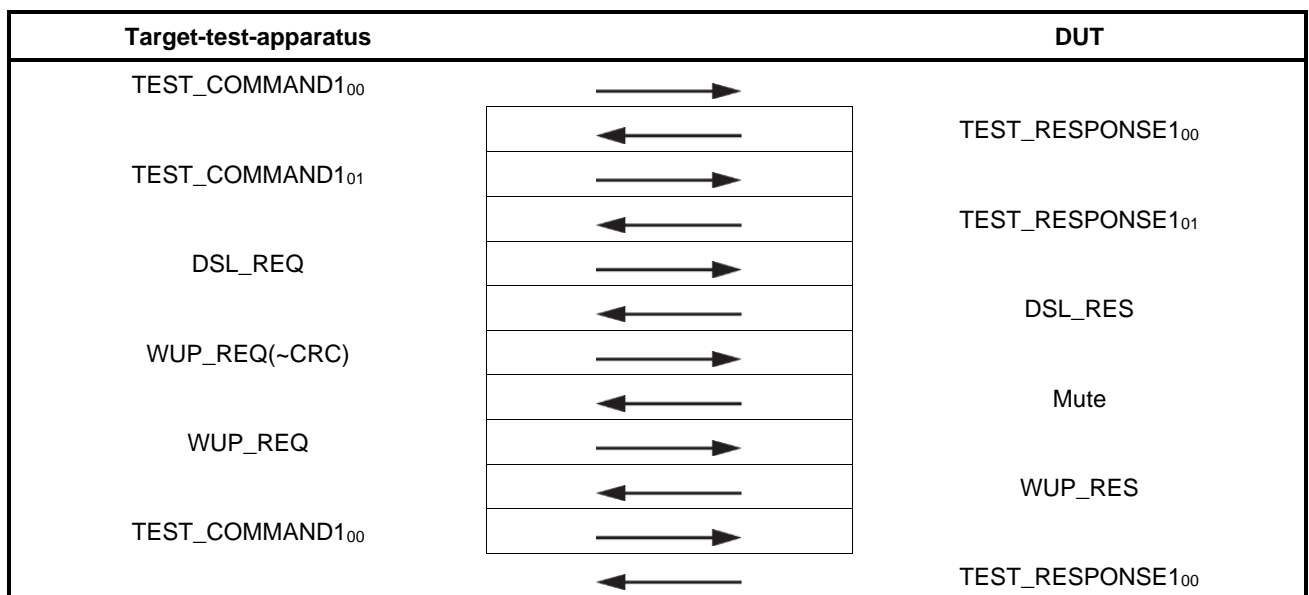 Target-test-apparatus DUT
TEST_COMMAND1₀₀
TEST_RESPONSE1₀₀
TEST_COMMAND1₀₁
TEST_RESPONSE1₀₁
DSL_REQ
DSL_RES
WUP_REQ(~CRC)
Mute
WUP_REQ
WUP_RES
TEST_COMMAND1₀₀
TEST_RESPONSE1₀₀